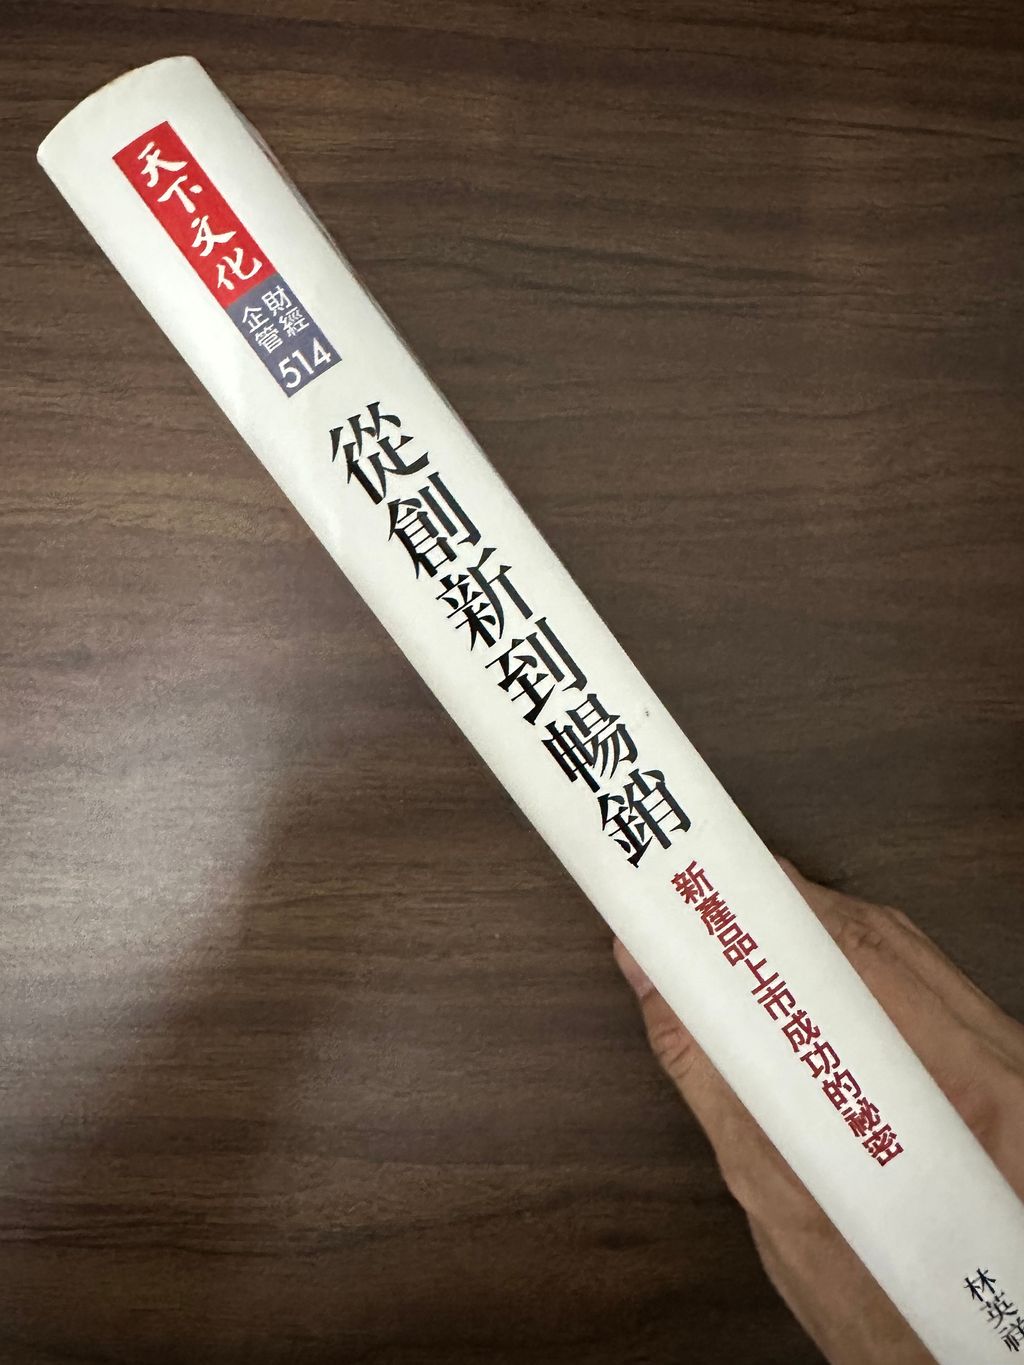 天下文化
財經
企管
514
從創新到暢銷
新產品上市成功的祕密
林英祥